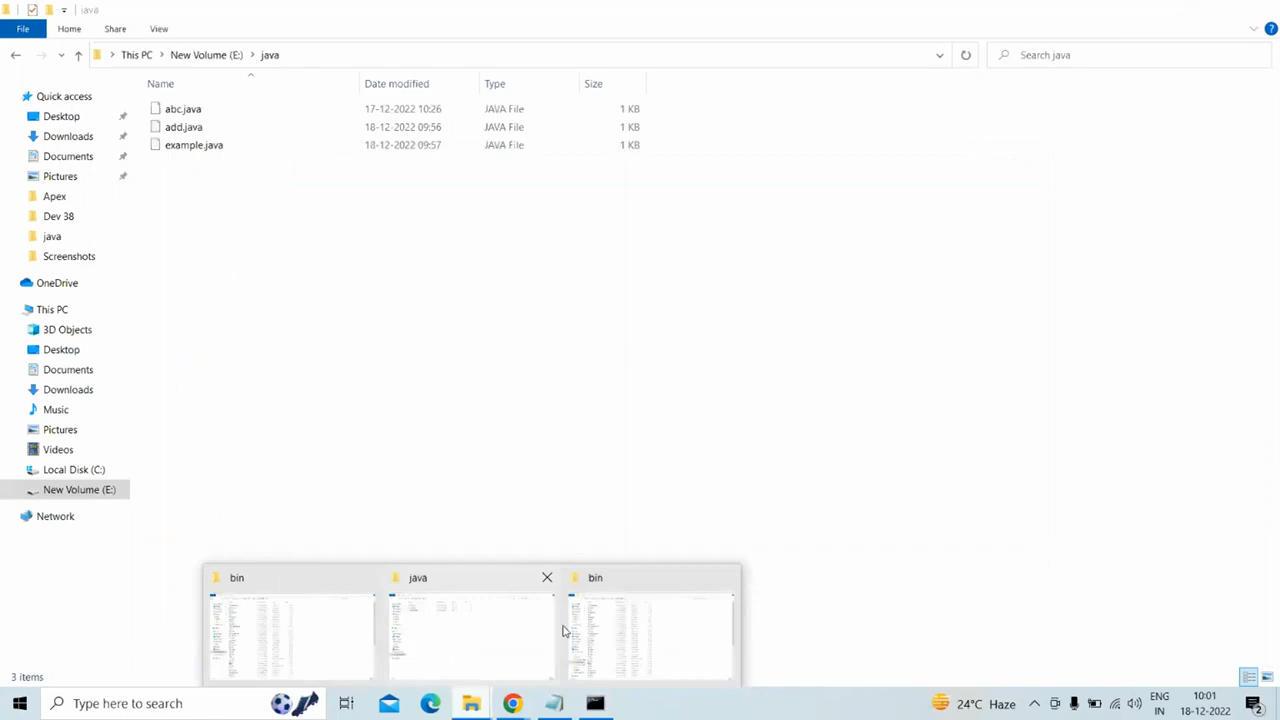 java
File Home Share View
This PC New Volume (E:) java Search java
Name Date modified Type Size
abc.java 17-12-2022 10:26 JAVA File 1 KB
add.java 18-12-2022 09:56 JAVA File 1 KB
example.java 18-12-2022 09:57 JAVA File 1 KB
Quick access
Desktop
Downloads
Documents
Pictures
Apex
Dev 38
java
Screenshots
OneDrive
This PC
3D Objects
Desktop
Documents
Downloads
Music
Pictures
Videos
Local Disk (C:)
New Volume (E:)
Network
bin java bin
3 items
Type here to search 24°C Haze ENG IN 10:01 18-12-2022 2